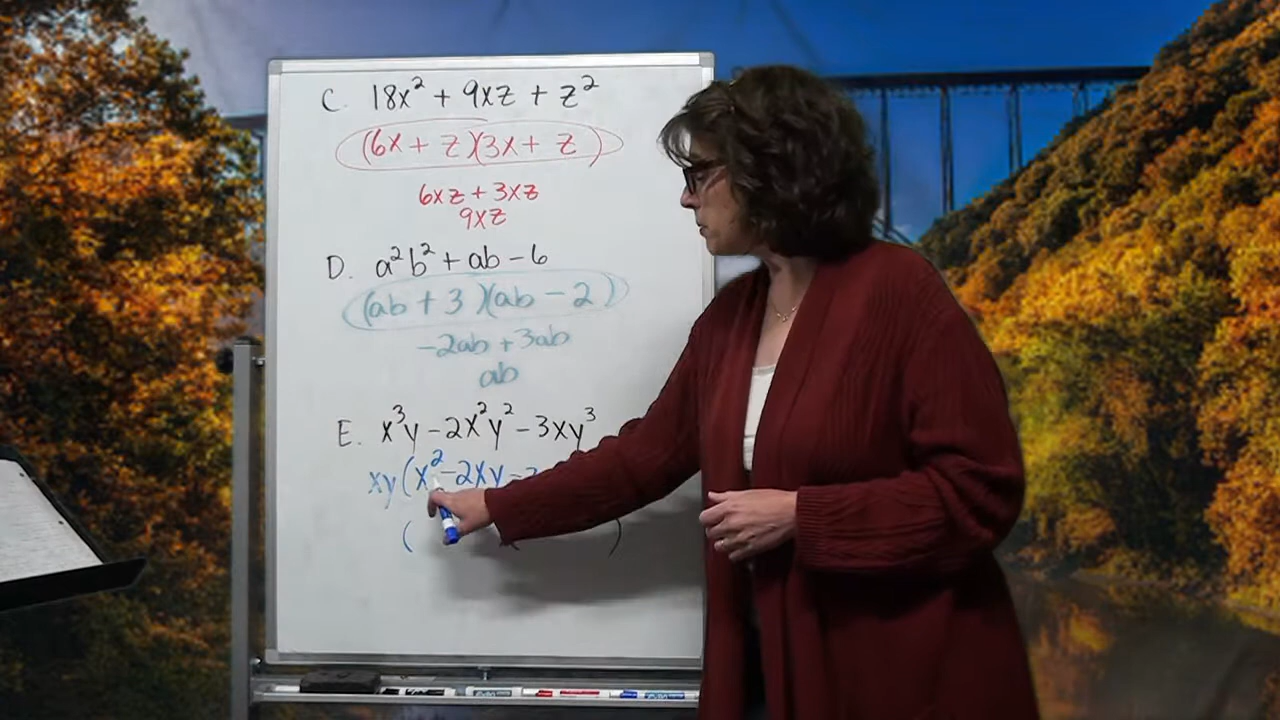 C. 18x² + 9xz + z²
(6x + z)(3x + z)
6xz + 3xz
9xz
D. a²b² + ab - 6
(ab + 3)(ab - 2)
-2ab + 3ab
ab
E. x³y - 2x²y² - 3xy³
xy(x² - 2xy -
( )